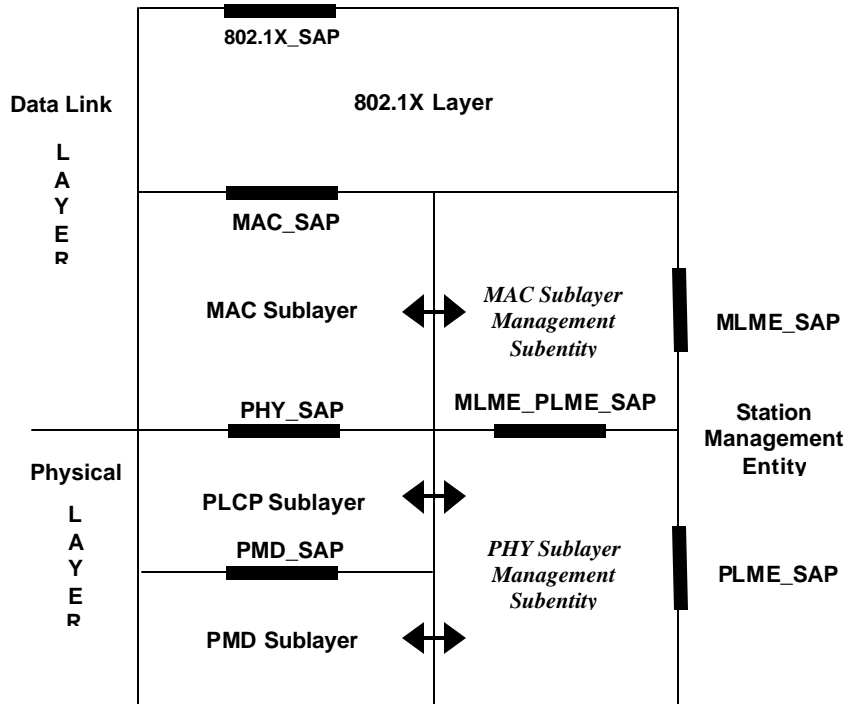 802.1X_SAP
Data Link
802.1X Layer
L
A
Y
E
R
MAC_SAP
MAC Sublayer
MAC Sublayer
Management
Subentity
MLME_SAP
PHY_SAP
MLME_PLME_SAP
Station
Management
Entity
Physical
L
A
Y
E
R
PLCP Sublayer
PMD_SAP
PHY Sublayer
Management
Subentity
PLME_SAP
PMD Sublayer